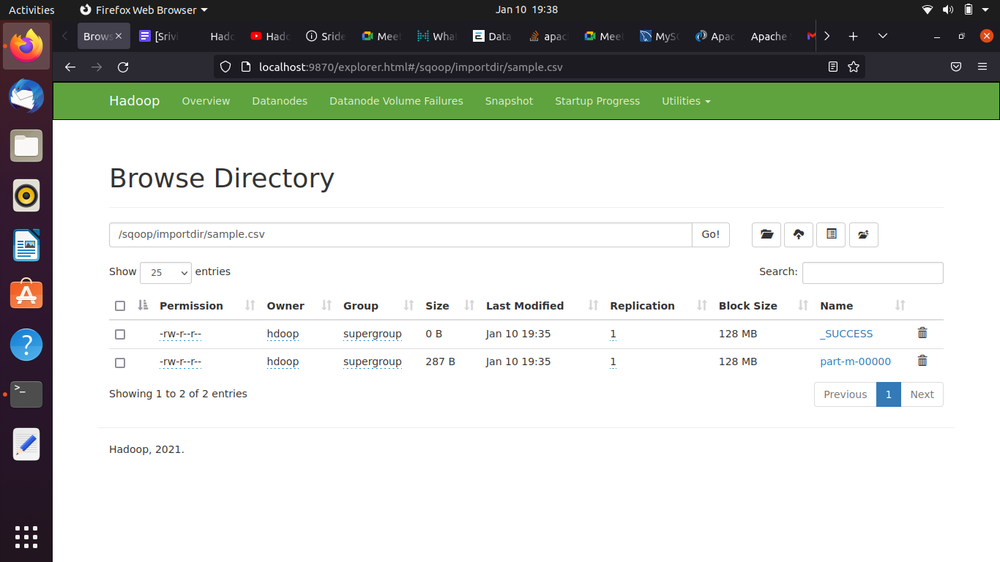 Activities Firefox Web Browser Jan 10 19:38
Brows [Srivi Hado Hado Sride Meet What Data apac Meet MySQ Apac Apache
localhost:9870/explorer.html#/sqoop/importdir/sample.csv
Hadoop Overview Datanodes Datanode Volume Failures Snapshot Startup Progress Utilities
Browse Directory
/sqoop/importdir/sample.csv Go!
Show 25 entries Search:
Permission Owner Group Size Last Modified Replication Block Size Name
-rw-r--r-- hdoop supergroup 0 B Jan 10 19:35 1 128 MB _SUCCESS
-rw-r--r-- hdoop supergroup 287 B Jan 10 19:35 1 128 MB part-m-00000
Showing 1 to 2 of 2 entries Previous 1 Next
Hadoop, 2021.